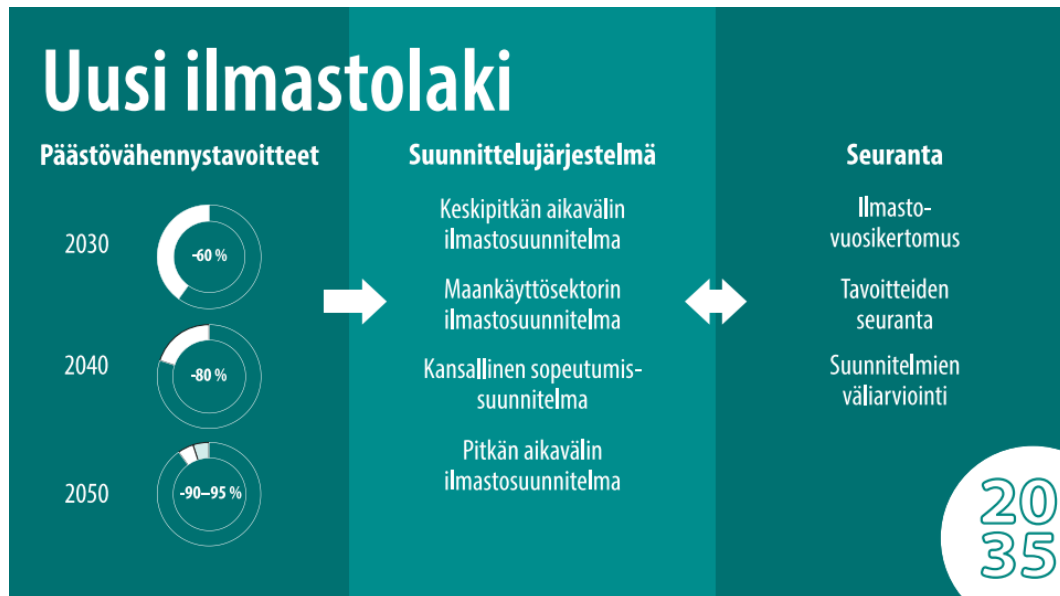 Uusi ilmastolaki
Päästövähennystavoitteet
2030
-60 %
2040
-80 %
2050
-90–95 %
Suunnittelujärjestelmä
Keskipitkän aikavälin
ilmastosuunnitelma
Maankäyttösektorin
ilmastosuunnitelma
Kansallinen sopeutumis-
suunnitelma
Pitkän aikavälin
ilmastosuunnitelma
Seuranta
Ilmasto-
vuosikertomus
Tavoitteiden
seuranta
Suunnitelmien
väliarviointi
20
35